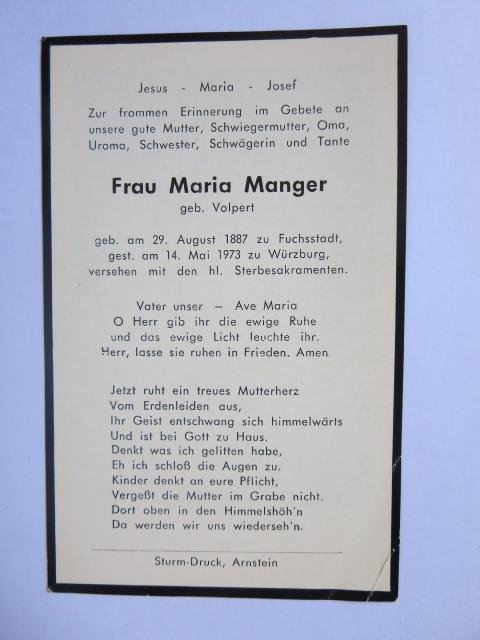 Jesus - Maria - Josef
Zur frommen Erinnerung im Gebete an
unsere gute Mutter, Schwiegermutter, Oma,
Uroma, Schwester, Schwägerin und Tante
Frau Maria Manger
geb. Volpert
geb. am 29. August 1887 zu Fuchsstadt,
gest. am 14. Mai 1973 zu Würzburg,
versehen mit den hl. Sterbesakramenten.
Vater unser – Ave Maria
O Herr gib ihr die ewige Ruhe
und das ewige Licht leuchte ihr.
Herr, lasse sie ruhen in Frieden. Amen.
Jetzt ruht ein treues Mutterherz
Vom Erdenleiden aus,
Ihr Geist entschwang sich himmelwärts
Und ist bei Gott zu Haus.
Denkt was ich gelitten habe,
Eh ich schloß die Augen zu.
Kinder denkt an eure Pflicht,
Vergeßt die Mutter im Grabe nicht.
Dort oben in den Himmelshöh'n
Da werden wir uns wiederseh'n.
Sturm-Druck, Arnstein